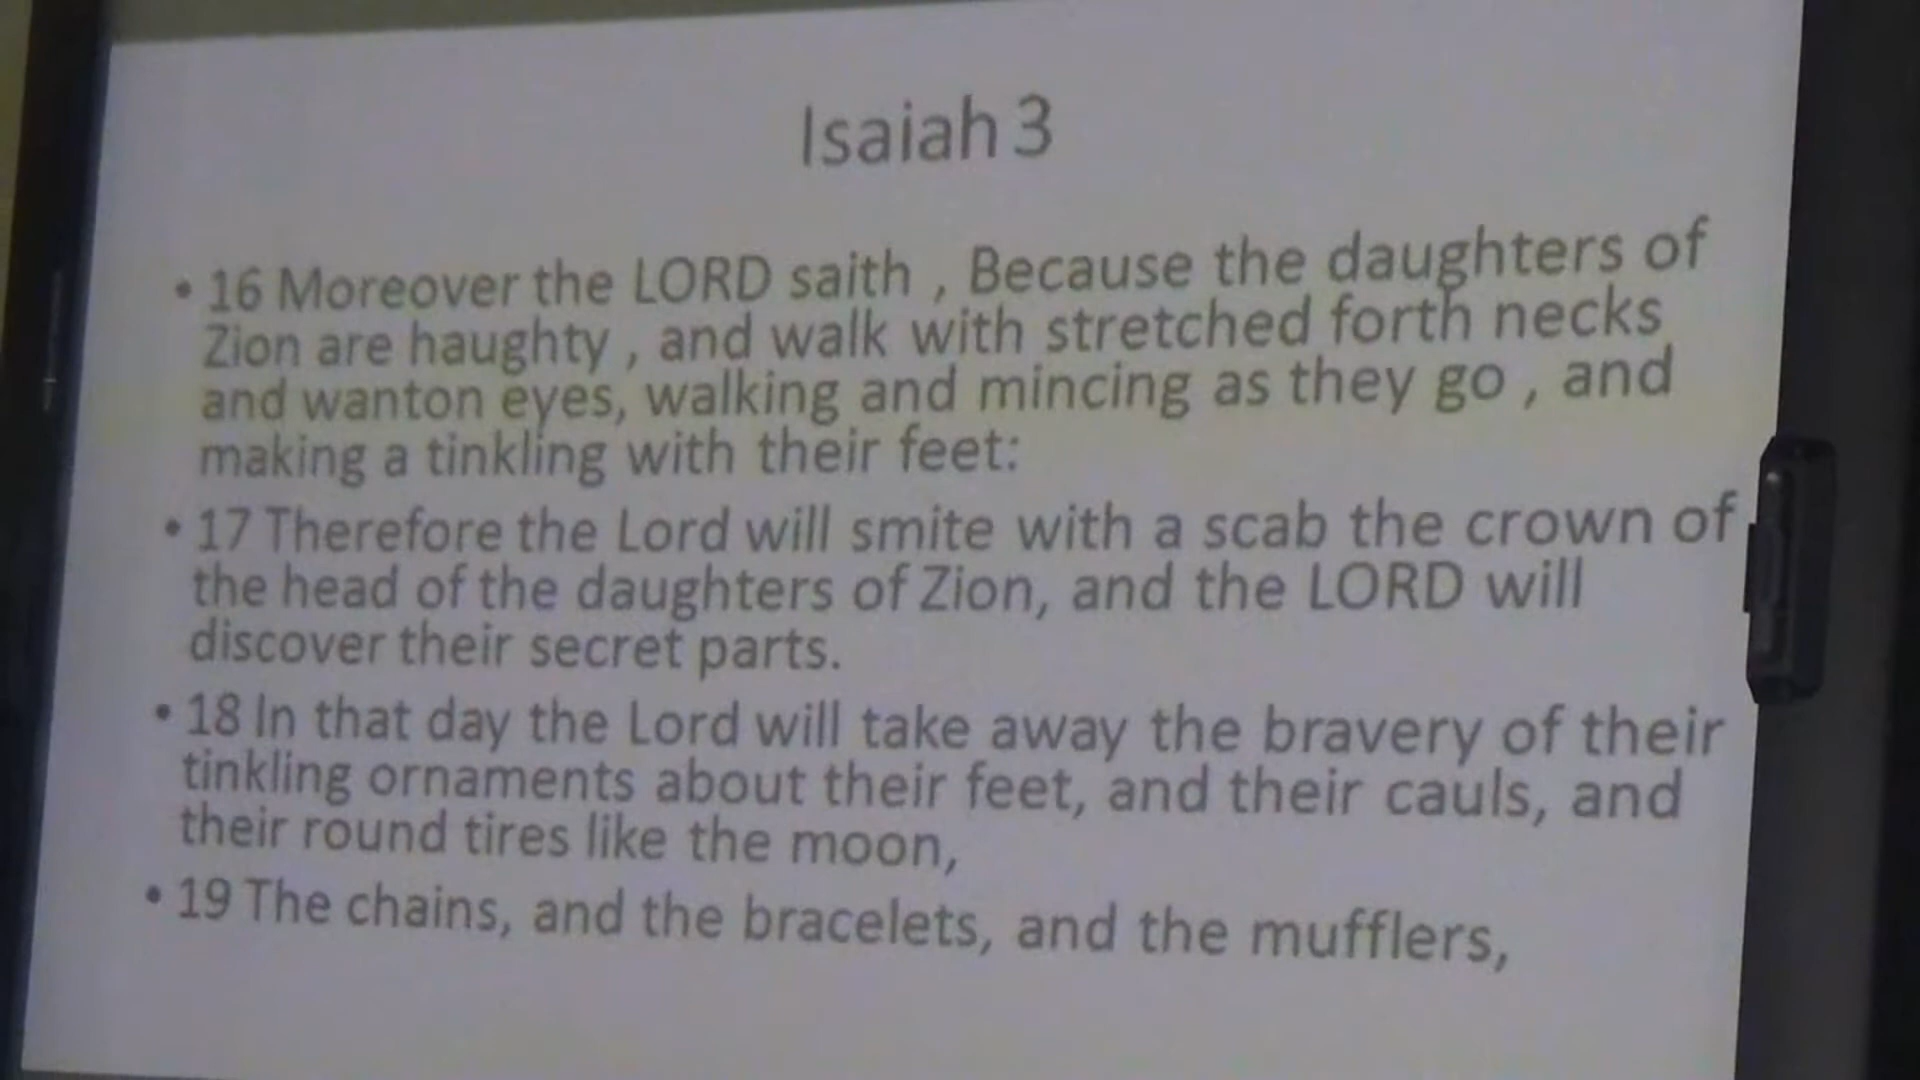 Isaiah 3
• 16 Moreover the LORD saith , Because the daughters of
Zion are haughty , and walk with stretched forth necks
and wanton eyes, walking and mincing as they go , and
making a tinkling with their feet:
• 17 Therefore the Lord will smite with a scab the crown of
the head of the daughters of Zion, and the LORD will
discover their secret parts.
• 18 In that day the Lord will take away the bravery of their
tinkling ornaments about their feet, and their cauls, and
their round tires like the moon,
• 19 The chains, and the bracelets, and the mufflers,